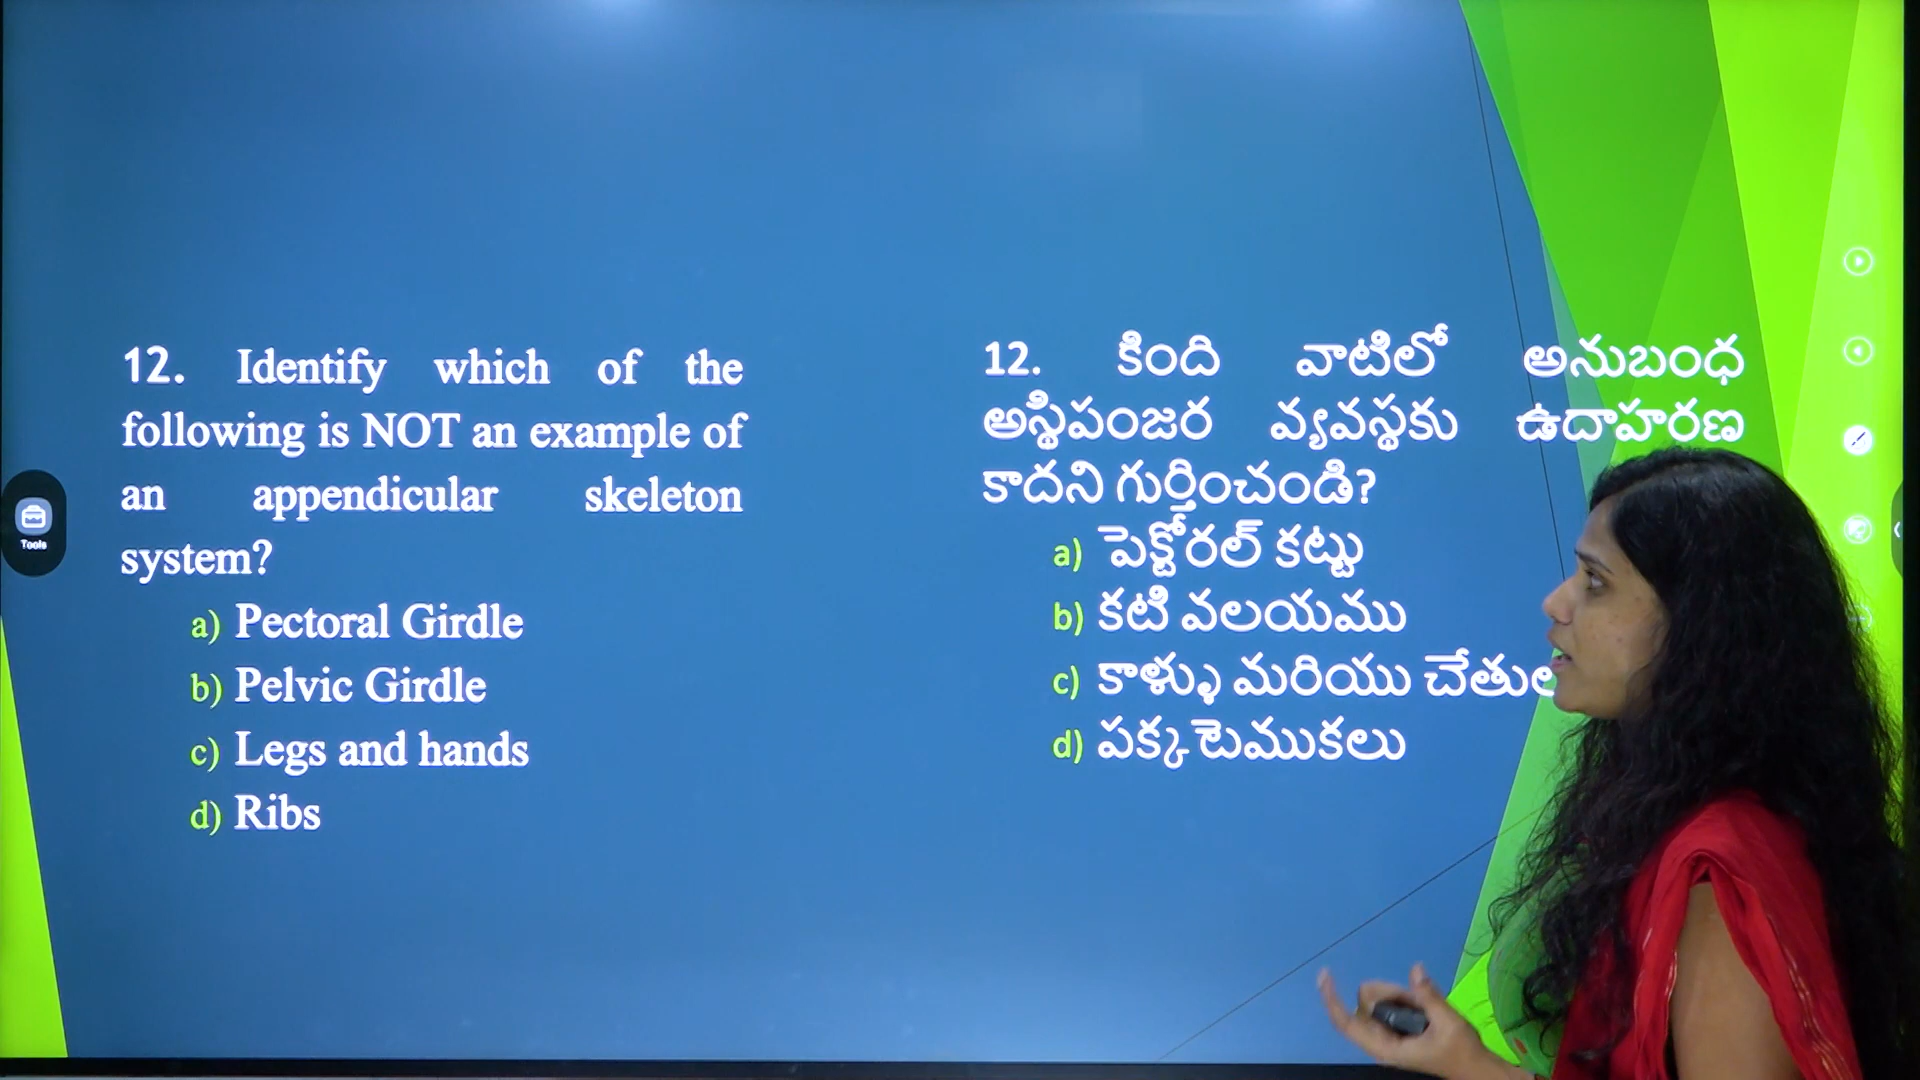 12. Identify which of the
following is NOT an example of
an appendicular skeleton
system?
a) Pectoral Girdle
b) Pelvic Girdle
c) Legs and hands
d) Ribs
12. కింది వాటిలో అనుబంధ
అస్థిపంజర వ్యవస్థకు ఉదాహరణ
కాదని గుర్తించండి?
a) పెక్టోరల్ కట్టు
b) కటి వలయము
c) కాళ్ళు మరియు
d) పక్కటెముకలు
Tools